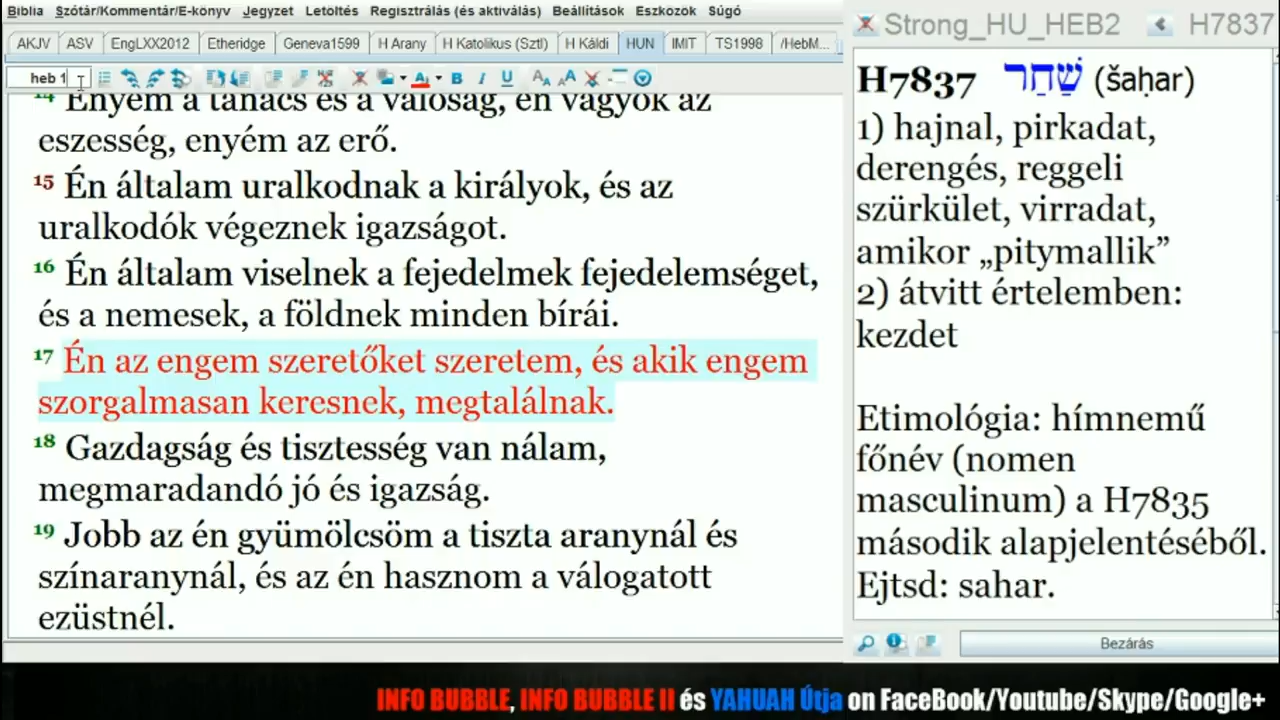 Biblia Szótár/Kommentár/E-könyv Jegyzet Letöltés Regisztrálás (és aktiválás) Beállítások Eszközök Súgó
AKJV ASV EngLXX2012 Etheridge Geneva1599 H Arany H Katolikus (Sztl) H Káldi HUN IMIT TS1998 /HebM...
heb 1
14 Enyém a tanács és a valóság, én vagyok az
eszesség, enyém az erő.
15 Én általam uralkodnak a királyok, és az
uralkodók végeznek igazságot.
16 Én általam viselnek a fejedelmek fejedelemséget,
és a nemesek, a földnek minden bírái.
17 Én az engem szeretőket szeretem, és akik engem
szorgalmasan keresnek, megtalálnak.
18 Gazdagság és tisztesség van nálam,
megmaradandó jó és igazság.
19 Jobb az én gyümölcsöm a tiszta aranynál és
színaranynál, és az én hasznom a válogatott
ezüstnél.
Strong_HU_HEB2 H7837
H7837 שַׁחַר (šaḥar)
1) hajnal, pirkadat,
derengés, reggeli
szürkület, virradat,
amikor „pitymallik”
2) átvitt értelemben:
kezdet
Etimológia: hímnemű
főnév (nomen
masculinum) a H7835
második alapjelentéséből.
Ejtsd: sahar.
Bezárás
INFO BUBBLE, INFO BUBBLE II és YAHUAH Útja on FaceBook/Youtube/Skype/Google+